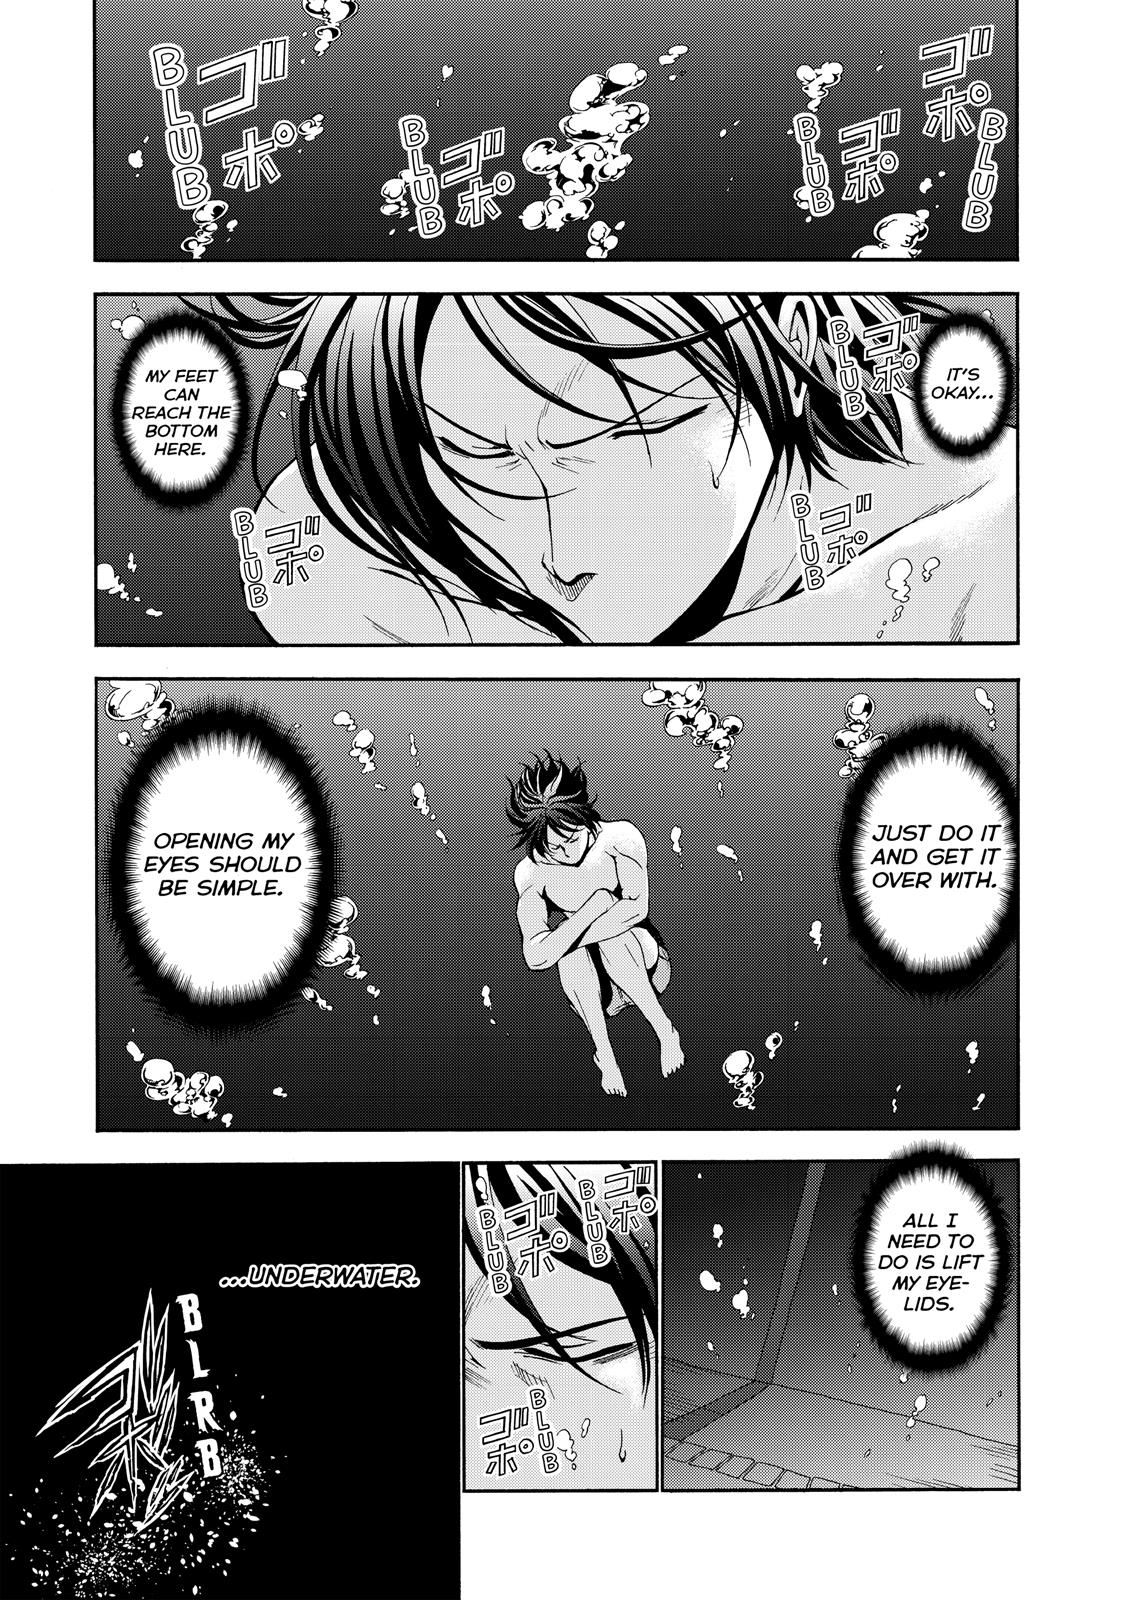 ゴポ
BLUB
ゴポ
BLUB
ゴポ
BLUB
ゴポ
BLUB
IT'S
OKAY...
ゴポ
BLUB
ゴポ
BLUB
MY FEET
CAN
REACH THE
BOTTOM
HERE.
ゴポ
BLUB
JUST DO IT
AND GET IT
OVER WITH.
OPENING MY
EYES SHOULD
BE SIMPLE.
ALL I
NEED TO
DO IS LIFT
MY EYE-
LIDS.
ゴポ
BLUB
ゴポ
BLUB
BLUB
ゴポ
...UNDERWATER.
BLRB